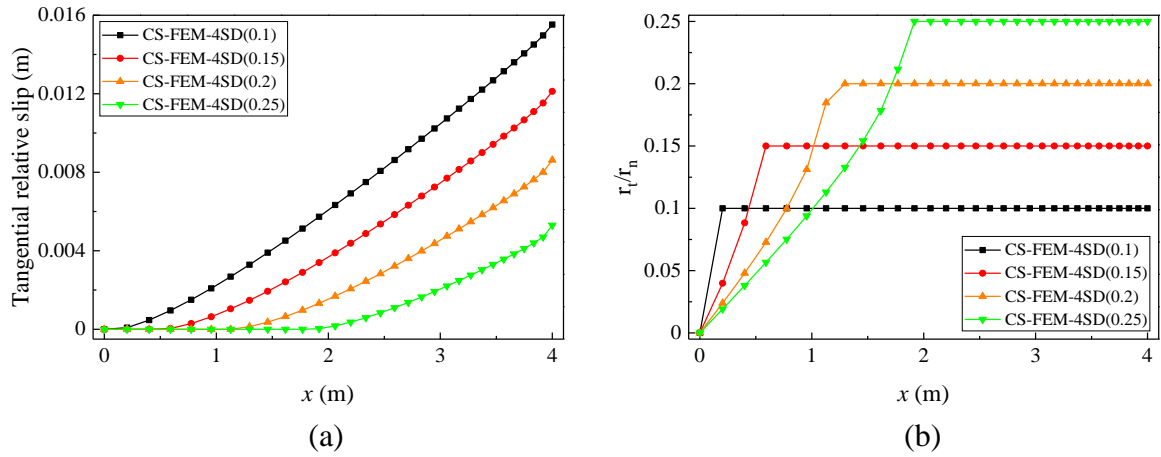 0.016
0.012
0.008
0.004
0
Tangential relative slip (m)
CS-FEM-4SD(0.1)
CS-FEM-4SD(0.15)
CS-FEM-4SD(0.2)
CS-FEM-4SD(0.25)
0 1 2 3 4
x (m)
(a)
0.25
0.2
0.15
0.1
0.05
0
rt/rn
CS-FEM-4SD(0.1)
CS-FEM-4SD(0.15)
CS-FEM-4SD(0.2)
CS-FEM-4SD(0.25)
0 1 2 3 4
x (m)
(b)